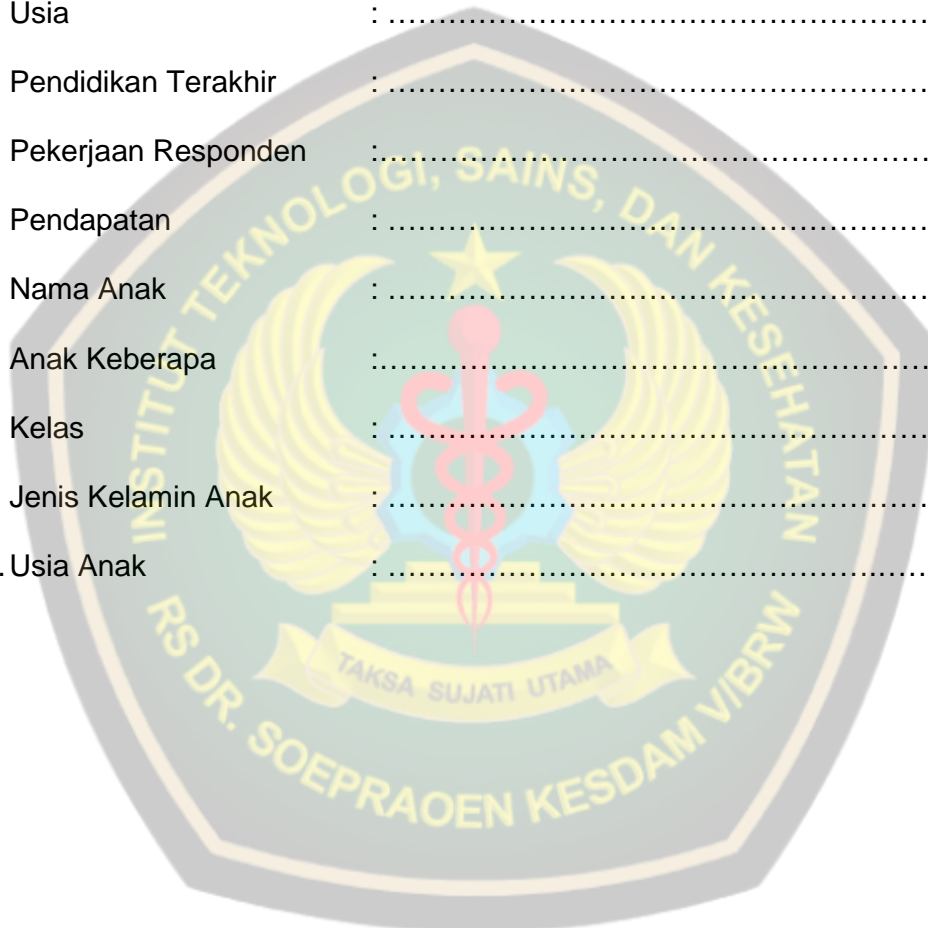 Usia : ……………………………………………………
Pendidikan Terakhir : ……………………………………………………
Pekerjaan Responden :……………………………………………………
Pendapatan : ……………………………………………………
Nama Anak : ……………………………………………………
Anak Keberapa :……………………………………………………
Kelas : ……………………………………………………
Jenis Kelamin Anak : ……………………………………………………
. Usia Anak : ……………………………………………………
INSTITUT TEKNOLOGI, SAINS, DAN KESEHATAN
TAKSA SUJATI UTAMA
RS DR. SOEPRAOEN KESDAM V/BRW